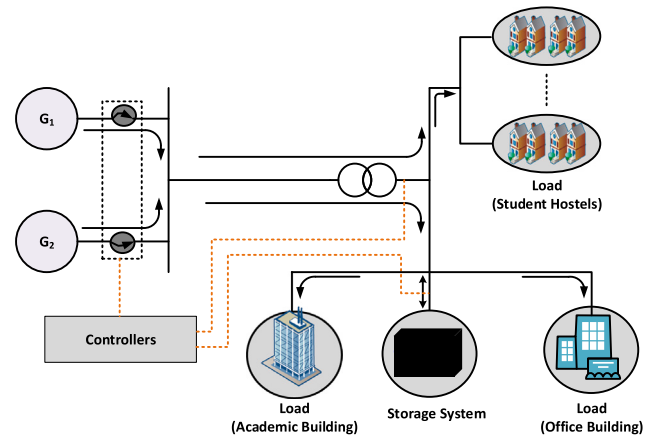 G1
G2
Load
(Student Hostels)
Controllers
Load
(Academic Building)
Storage System
Load
(Office Building)